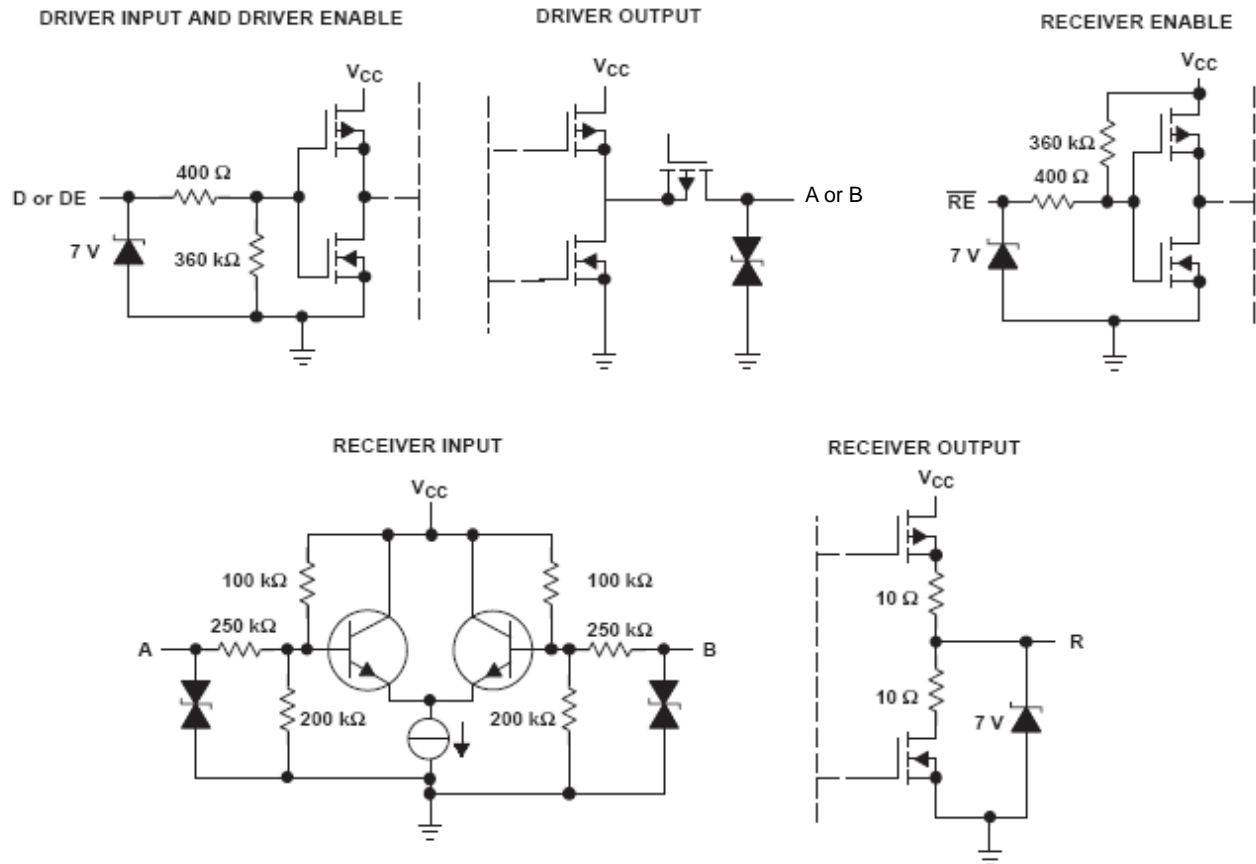 DRIVER INPUT AND DRIVER ENABLE
VCC
400 Ω
D or DE
7 V
360 kΩ
DRIVER OUTPUT
VCC
A or B
RECEIVER ENABLE
VCC
360 kΩ
400 Ω
R̅E̅
7 V
RECEIVER INPUT
VCC
100 kΩ
100 kΩ
250 kΩ
250 kΩ
A
B
200 kΩ
200 kΩ
RECEIVER OUTPUT
VCC
10 Ω
R
10 Ω
7 V